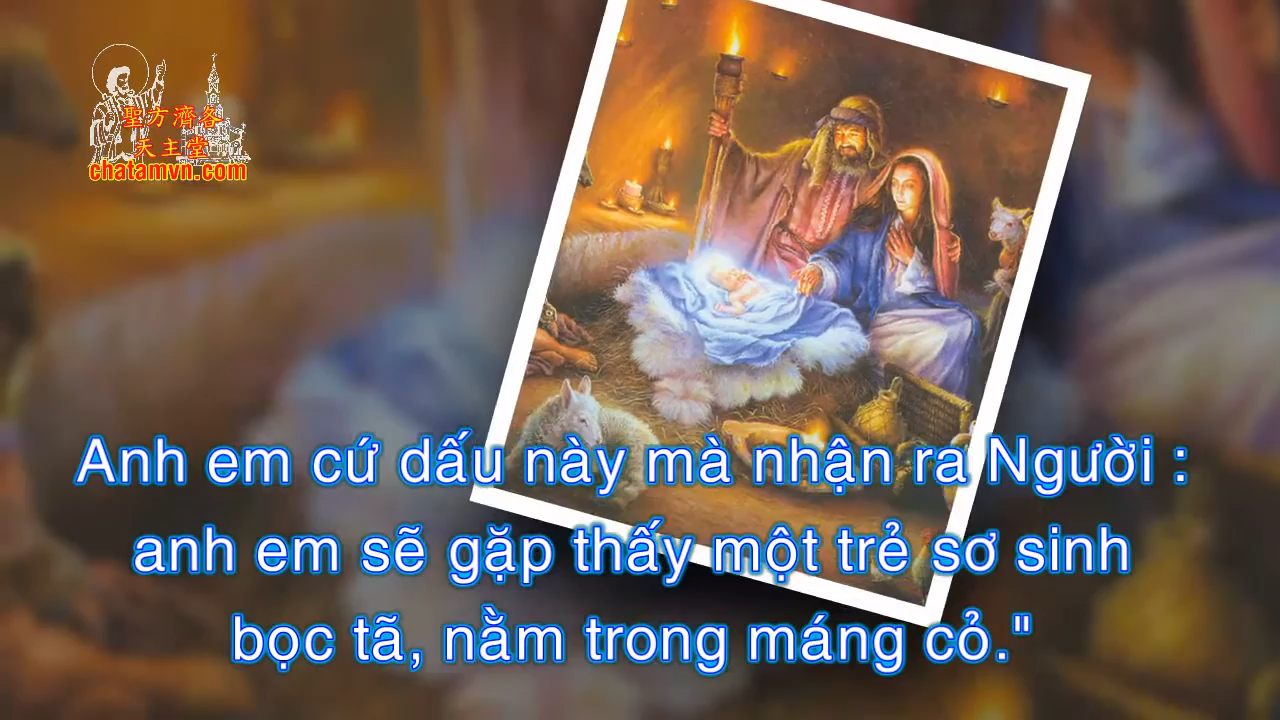 聖方濟各
天主堂
chatamvn.com
Anh em cứ dấu này mà nhận ra Người :
anh em sẽ gặp thấy một trẻ sơ sinh
bọc tã, nằm trong máng cỏ."